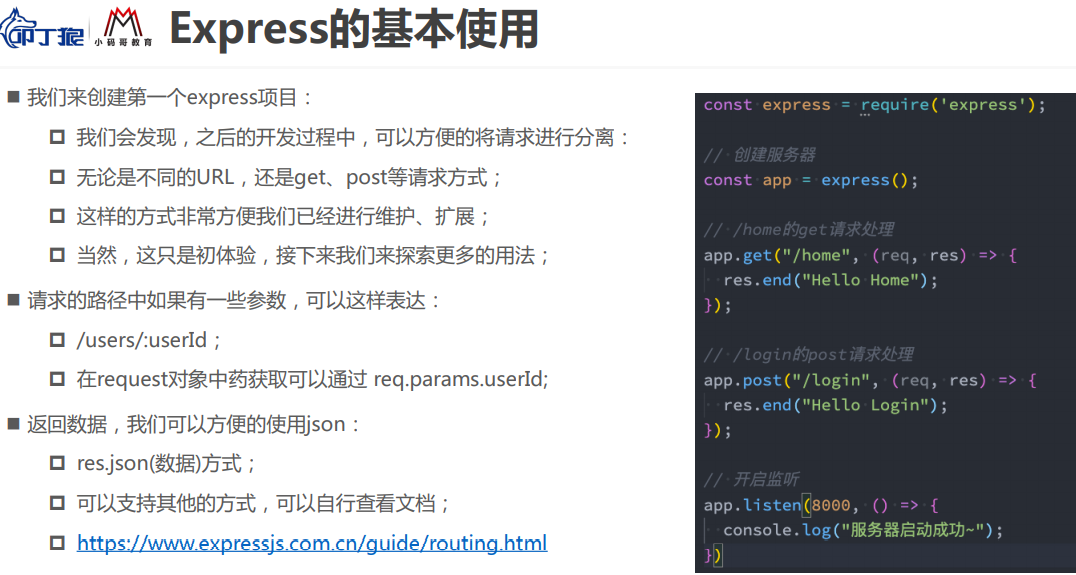 布丁狼
小码哥教育
Express的基本使用
我们来创建第一个express项目：
我们会发现，之后的开发过程中，可以方便的将请求进行分离：
无论是不同的URL，还是get、post等请求方式；
这样的方式非常方便我们已经进行维护、扩展；
当然，这只是初体验，接下来我们来探索更多的用法；
请求的路径中如果有一些参数，可以这样表达：
/users/:userId；
在request对象中药获取可以通过 req.params.userId;
返回数据，我们可以方便的使用json：
res.json(数据)方式；
可以支持其他的方式，可以自行查看文档；
https://www.expressjs.com.cn/guide/routing.html
const express = require('express');
// 创建服务器
const app = express();
// /home的get请求处理
app.get("/home", (req, res) => {
  res.end("Hello Home");
});
// /login的post请求处理
app.post("/login", (req, res) => {
  res.end("Hello Login");
});
// 开启监听
app.listen(8000, () => {
  console.log("服务器启动成功~");
})